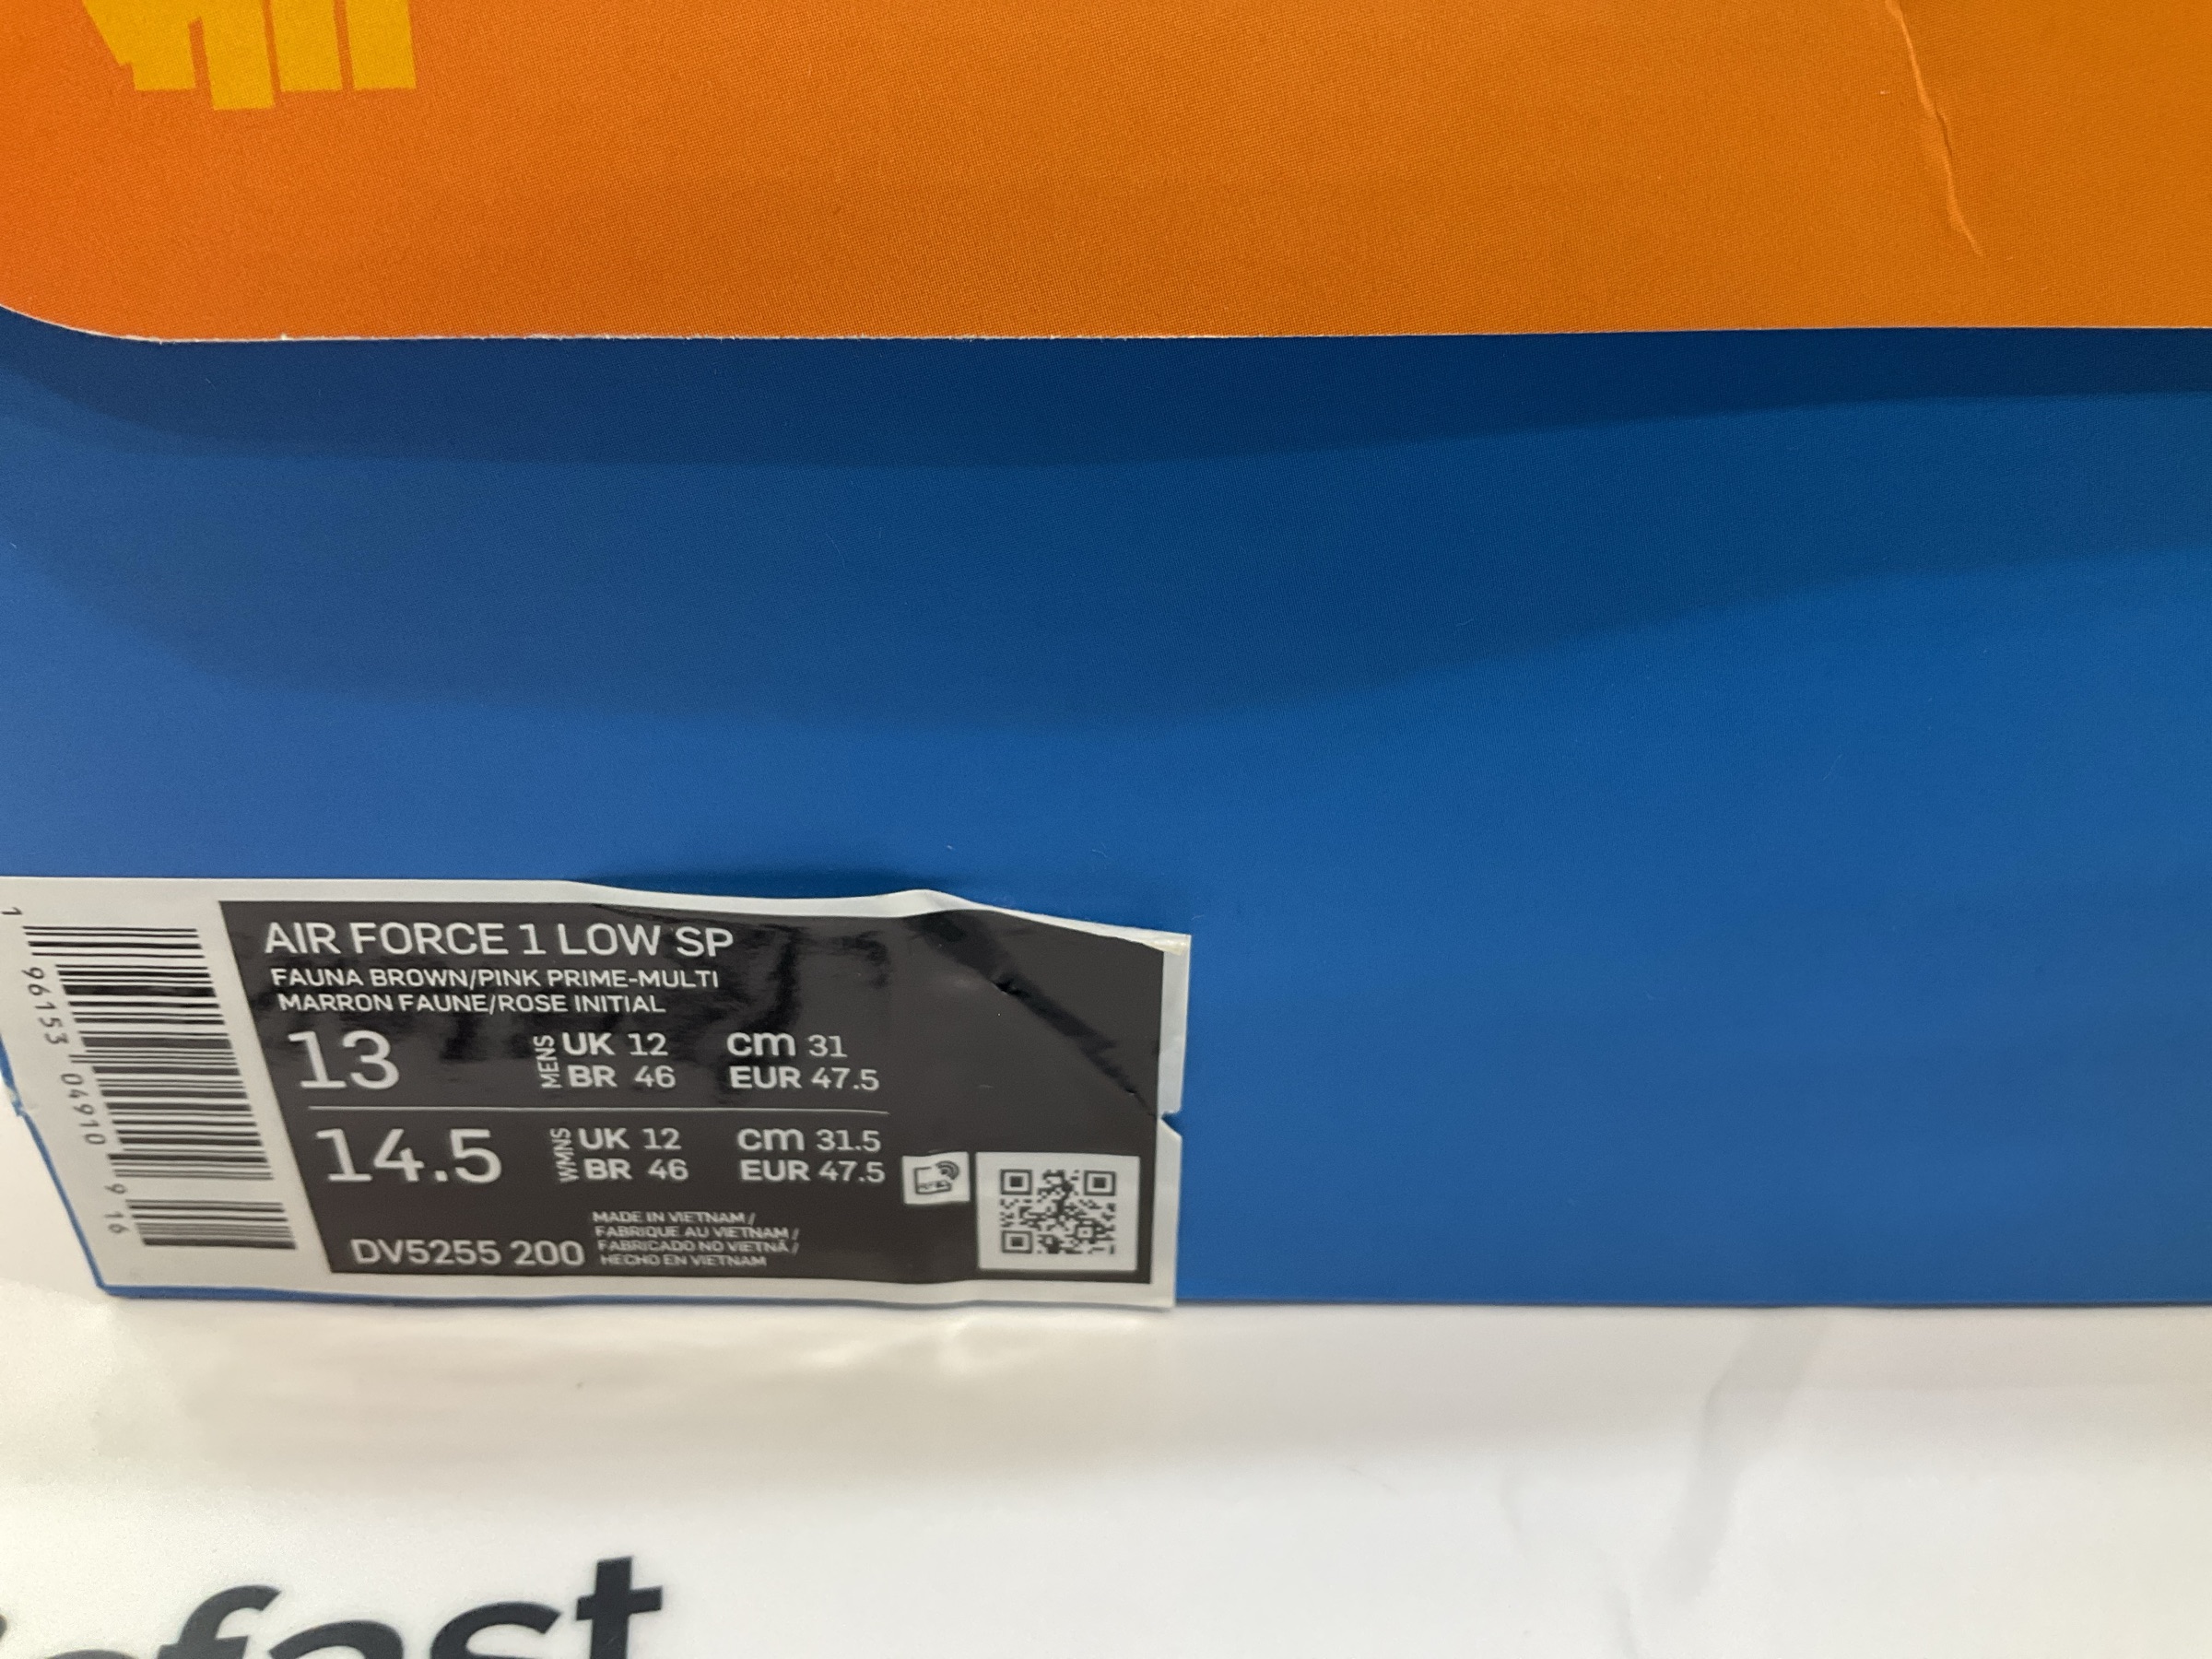 AIR FORCE 1 LOW SP
FAUNA BROWN/PINK PRIME-MULTI
MARRON FAUNE/ROSE INITIAL
13 MENS UK 12 cm 31
BR 46 EUR 47.5
14.5 WMNS UK 12 cm 31.5
BR 46 EUR 47.5
DV5255 200
MADE IN VIETNAM /
FABRIQUE AU VIETNAM /
FABRICADO NO VIETNÃ /
HECHO EN VIETNAM
1 96153 04910 9 16
fast